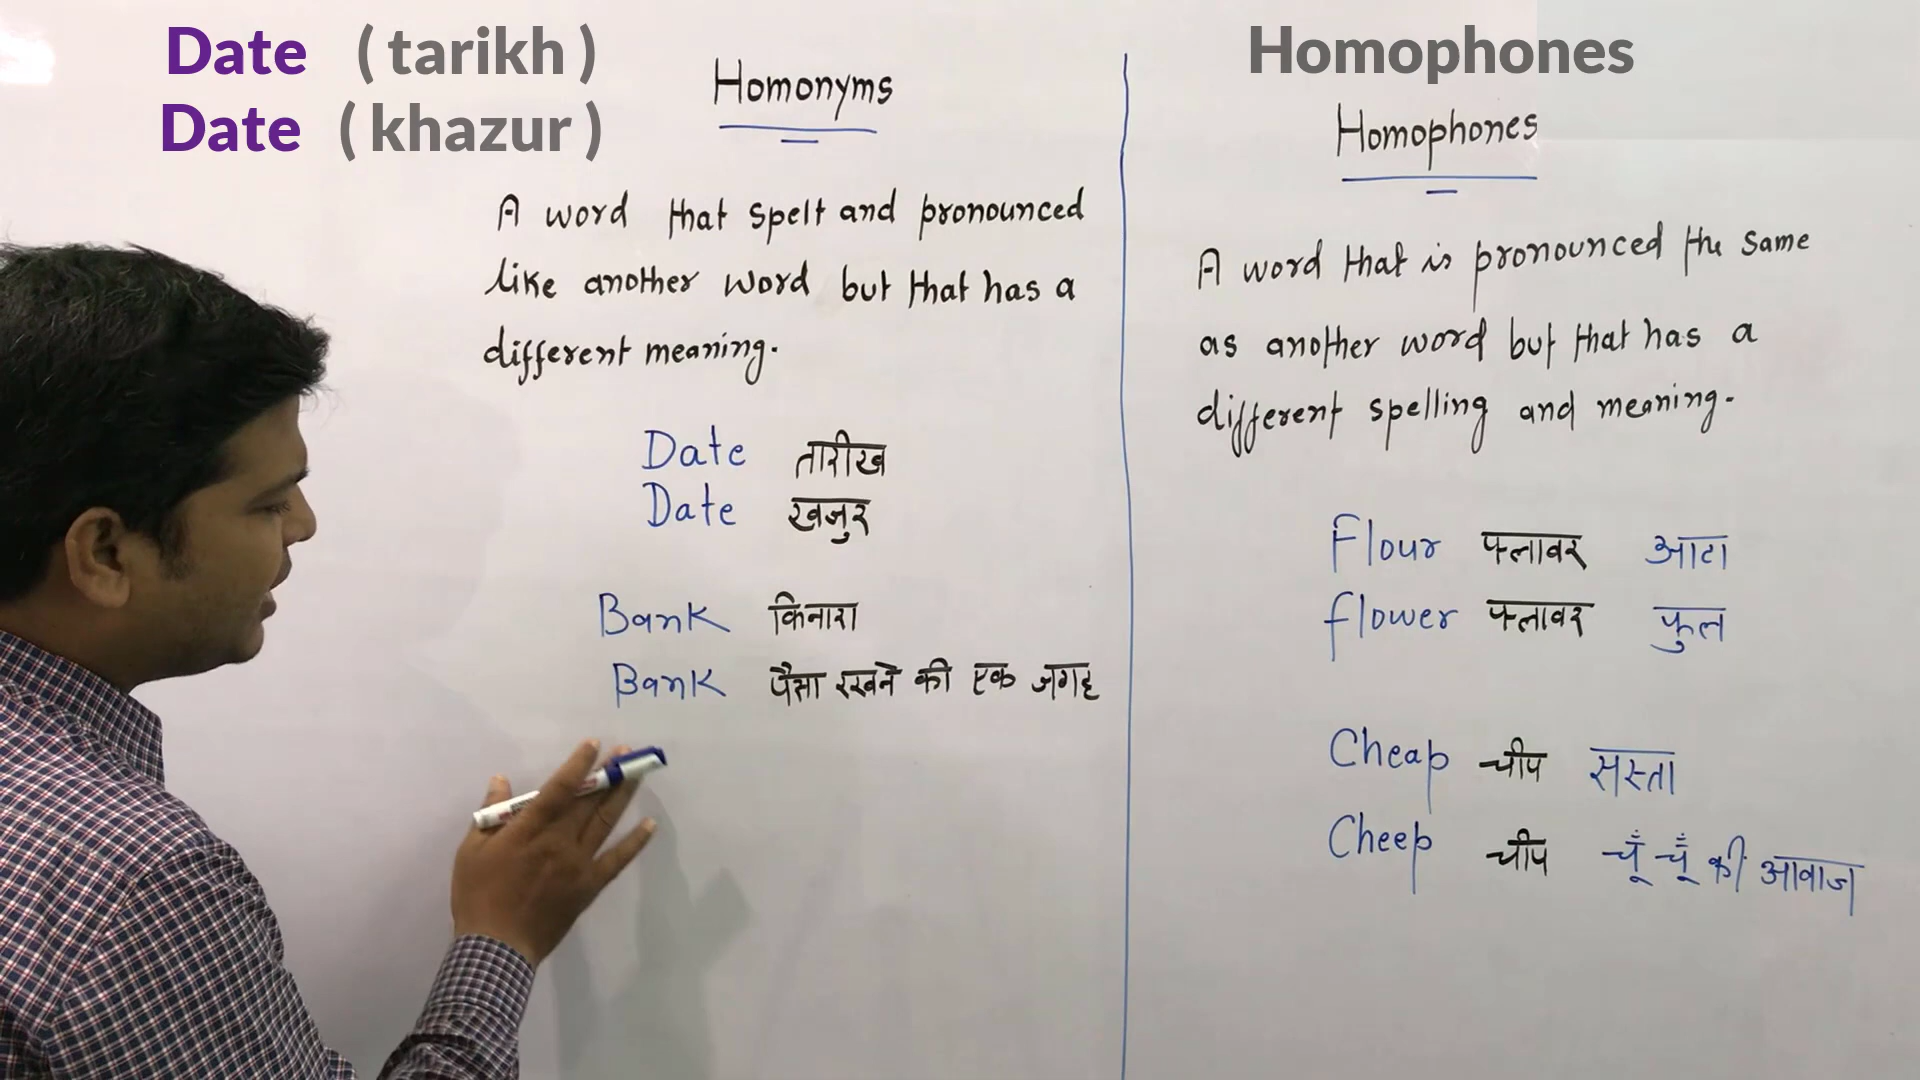 Date ( tarikh )
Date ( khazur )
Homonyms
A word that spelt and pronounced
like another word but that has a
different meaning.
Date तारीख
Date खजुर
Bank किनारा
Bank पैसा रखने की एक जगह
Homophones
Homophones
A word that is pronounced the same
as another word but that has a
different spelling and meaning.
Flour फ्लावर आटा
flower फ्लावर फुल
Cheap चीप सस्ता
Cheep चीप चूँ चूँ की आवाज